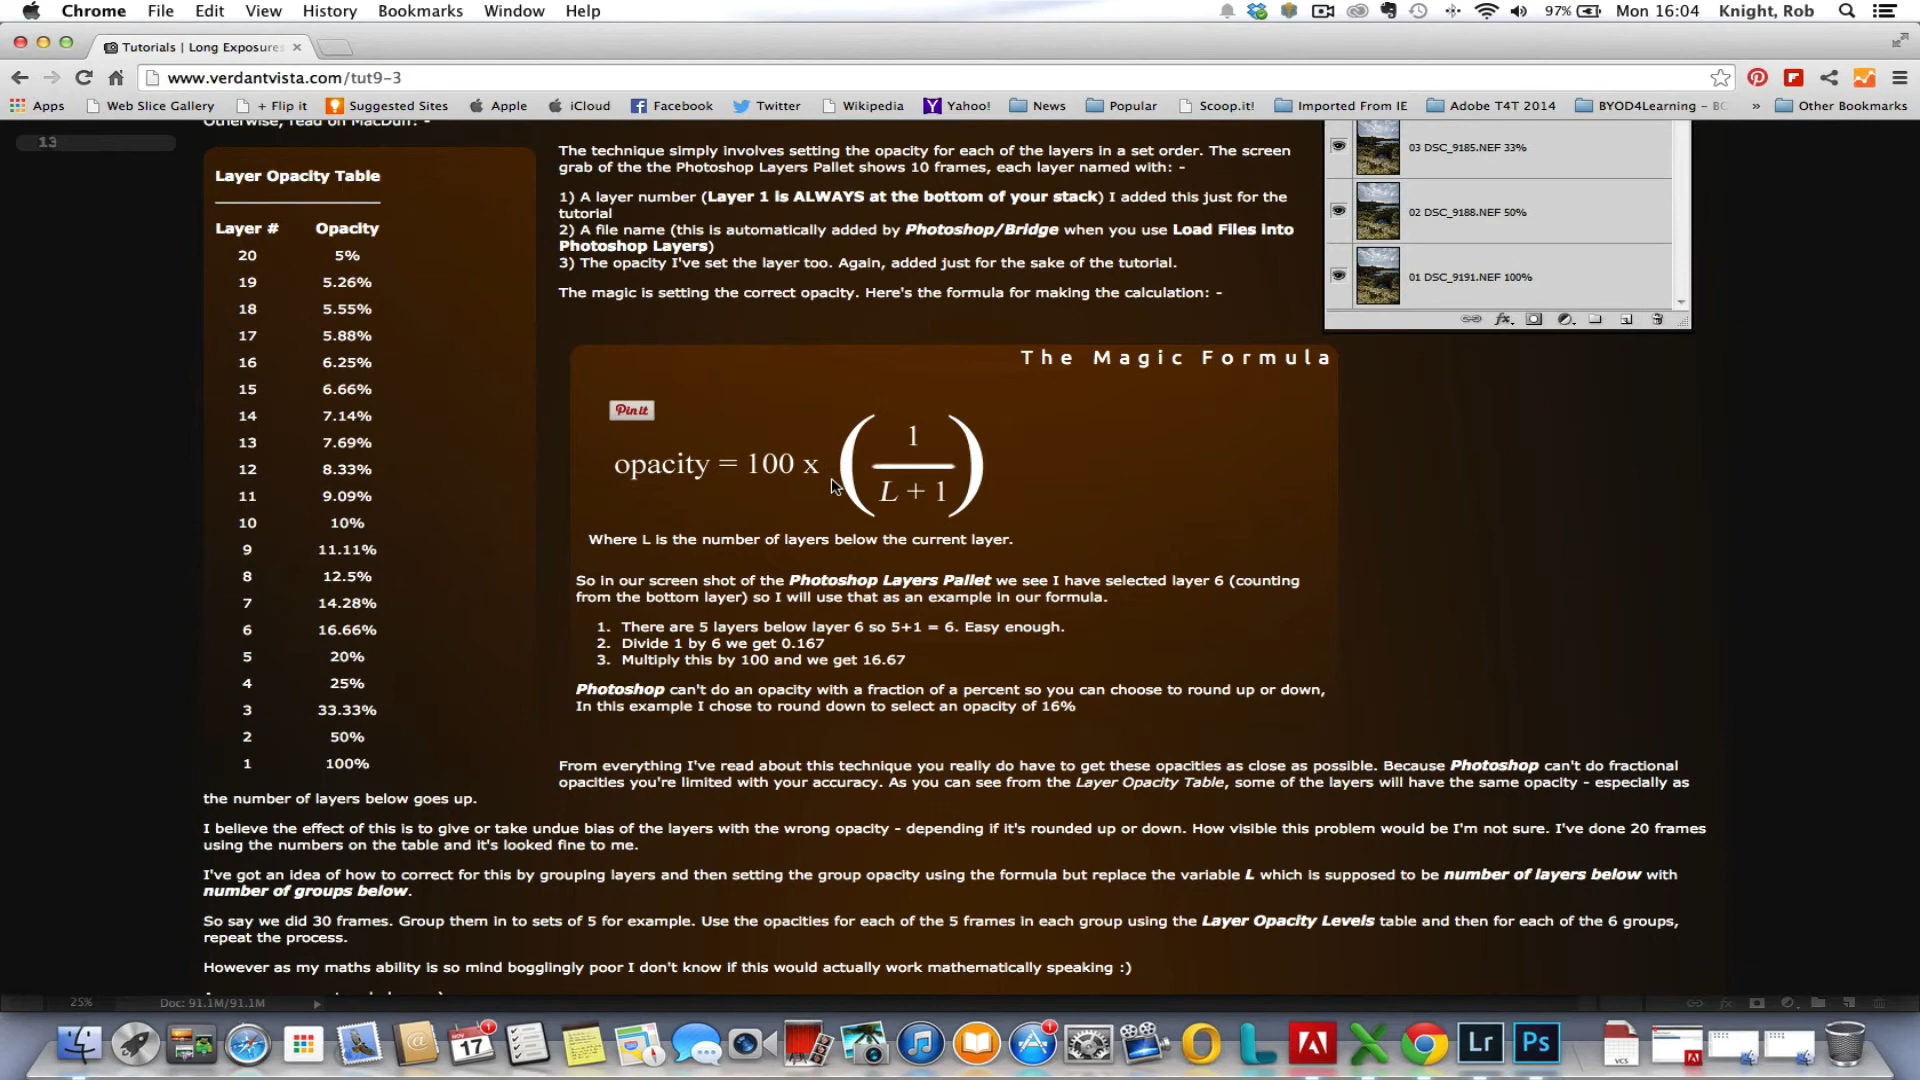 Chrome File Edit View History Bookmarks Window Help 97% Mon 16:04 Knight, Rob
Tutorials | Long Exposures
www.verdantvista.com/tut9-3
Apps Web Slice Gallery + Flip it Suggested Sites Apple iCloud Facebook Twitter Wikipedia Yahoo! News Popular Scoop.it! Imported From IE Adobe T4T 2014 BYOD4Learning - » Other Bookmarks
Otherwise, read on MacDuff: -
13
Layer Opacity Table
Layer # Opacity
20 5%
19 5.26%
18 5.55%
17 5.88%
16 6.25%
15 6.66%
14 7.14%
13 7.69%
12 8.33%
11 9.09%
10 10%
9 11.11%
8 12.5%
7 14.28%
6 16.66%
5 20%
4 25%
3 33.33%
2 50%
1 100%
The technique simply involves setting the opacity for each of the layers in a set order. The screen
grab of the the Photoshop Layers Pallet shows 10 frames, each layer named with: -
1) A layer number (Layer 1 is ALWAYS at the bottom of your stack) I added this just for the
tutorial
2) A file name (this is automatically added by Photoshop/Bridge when you use Load Files into
Photoshop Layers)
3) The opacity I've set the layer too. Again, added just for the sake of the tutorial.
The magic is setting the correct opacity. Here's the formula for making the calculation: -
03 DSC_9185.NEF 33%
02 DSC_9188.NEF 50%
01 DSC_9191.NEF 100%
fx
The Magic Formula
Pin it
opacity = 100 x ( 1
L + 1 )
Where L is the number of layers below the current layer.
So in our screen shot of the Photoshop Layers Pallet we see I have selected layer 6 (counting
from the bottom layer) so I will use that as an example in our formula.
1. There are 5 layers below layer 6 so 5+1 = 6. Easy enough.
2. Divide 1 by 6 we get 0.167
3. Multiply this by 100 and we get 16.67
Photoshop can't do an opacity with a fraction of a percent so you can choose to round up or down,
In this example I chose to round down to select an opacity of 16%
From everything I've read about this technique you really do have to get these opacities as close as possible. Because Photoshop can't do fractional
opacities you're limited with your accuracy. As you can see from the Layer Opacity Table, some of the layers will have the same opacity - especially as
the number of layers below goes up.
I believe the effect of this is to give or take undue bias of the layers with the wrong opacity - depending if it's rounded up or down. How visible this problem would be I'm not sure. I've done 20 frames
using the numbers on the table and it's looked fine to me.
I've got an idea of how to correct for this by grouping layers and then setting the group opacity using the formula but replace the variable L which is supposed to be number of layers below with
number of groups below.
So say we did 30 frames. Group them in to sets of 5 for example. Use the opacities for each of the 5 frames in each group using the Layer Opacity Levels table and then for each of the 6 groups,
repeat the process.
However as my maths ability is so mind bogglingly poor I don't know if this would actually work mathematically speaking :)
25% Doc: 91.1M/91.1M
NOV 17 1
1
Lr Ps
VCS